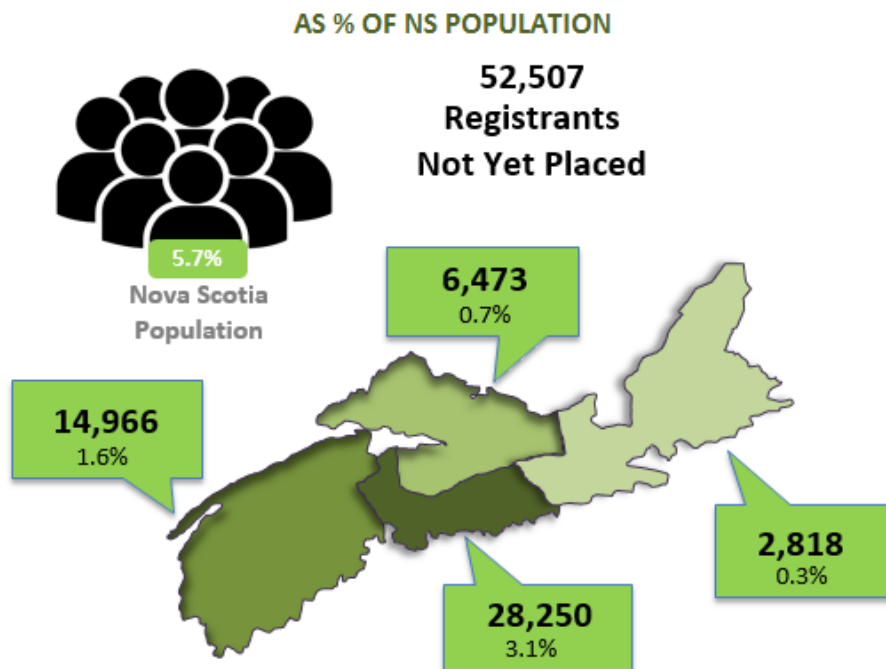 AS % OF NS POPULATION
52,507
Registrants
Not Yet Placed
5.7%
Nova Scotia
Population
6,473
0.7%
14,966
1.6%
2,818
0.3%
28,250
3.1%